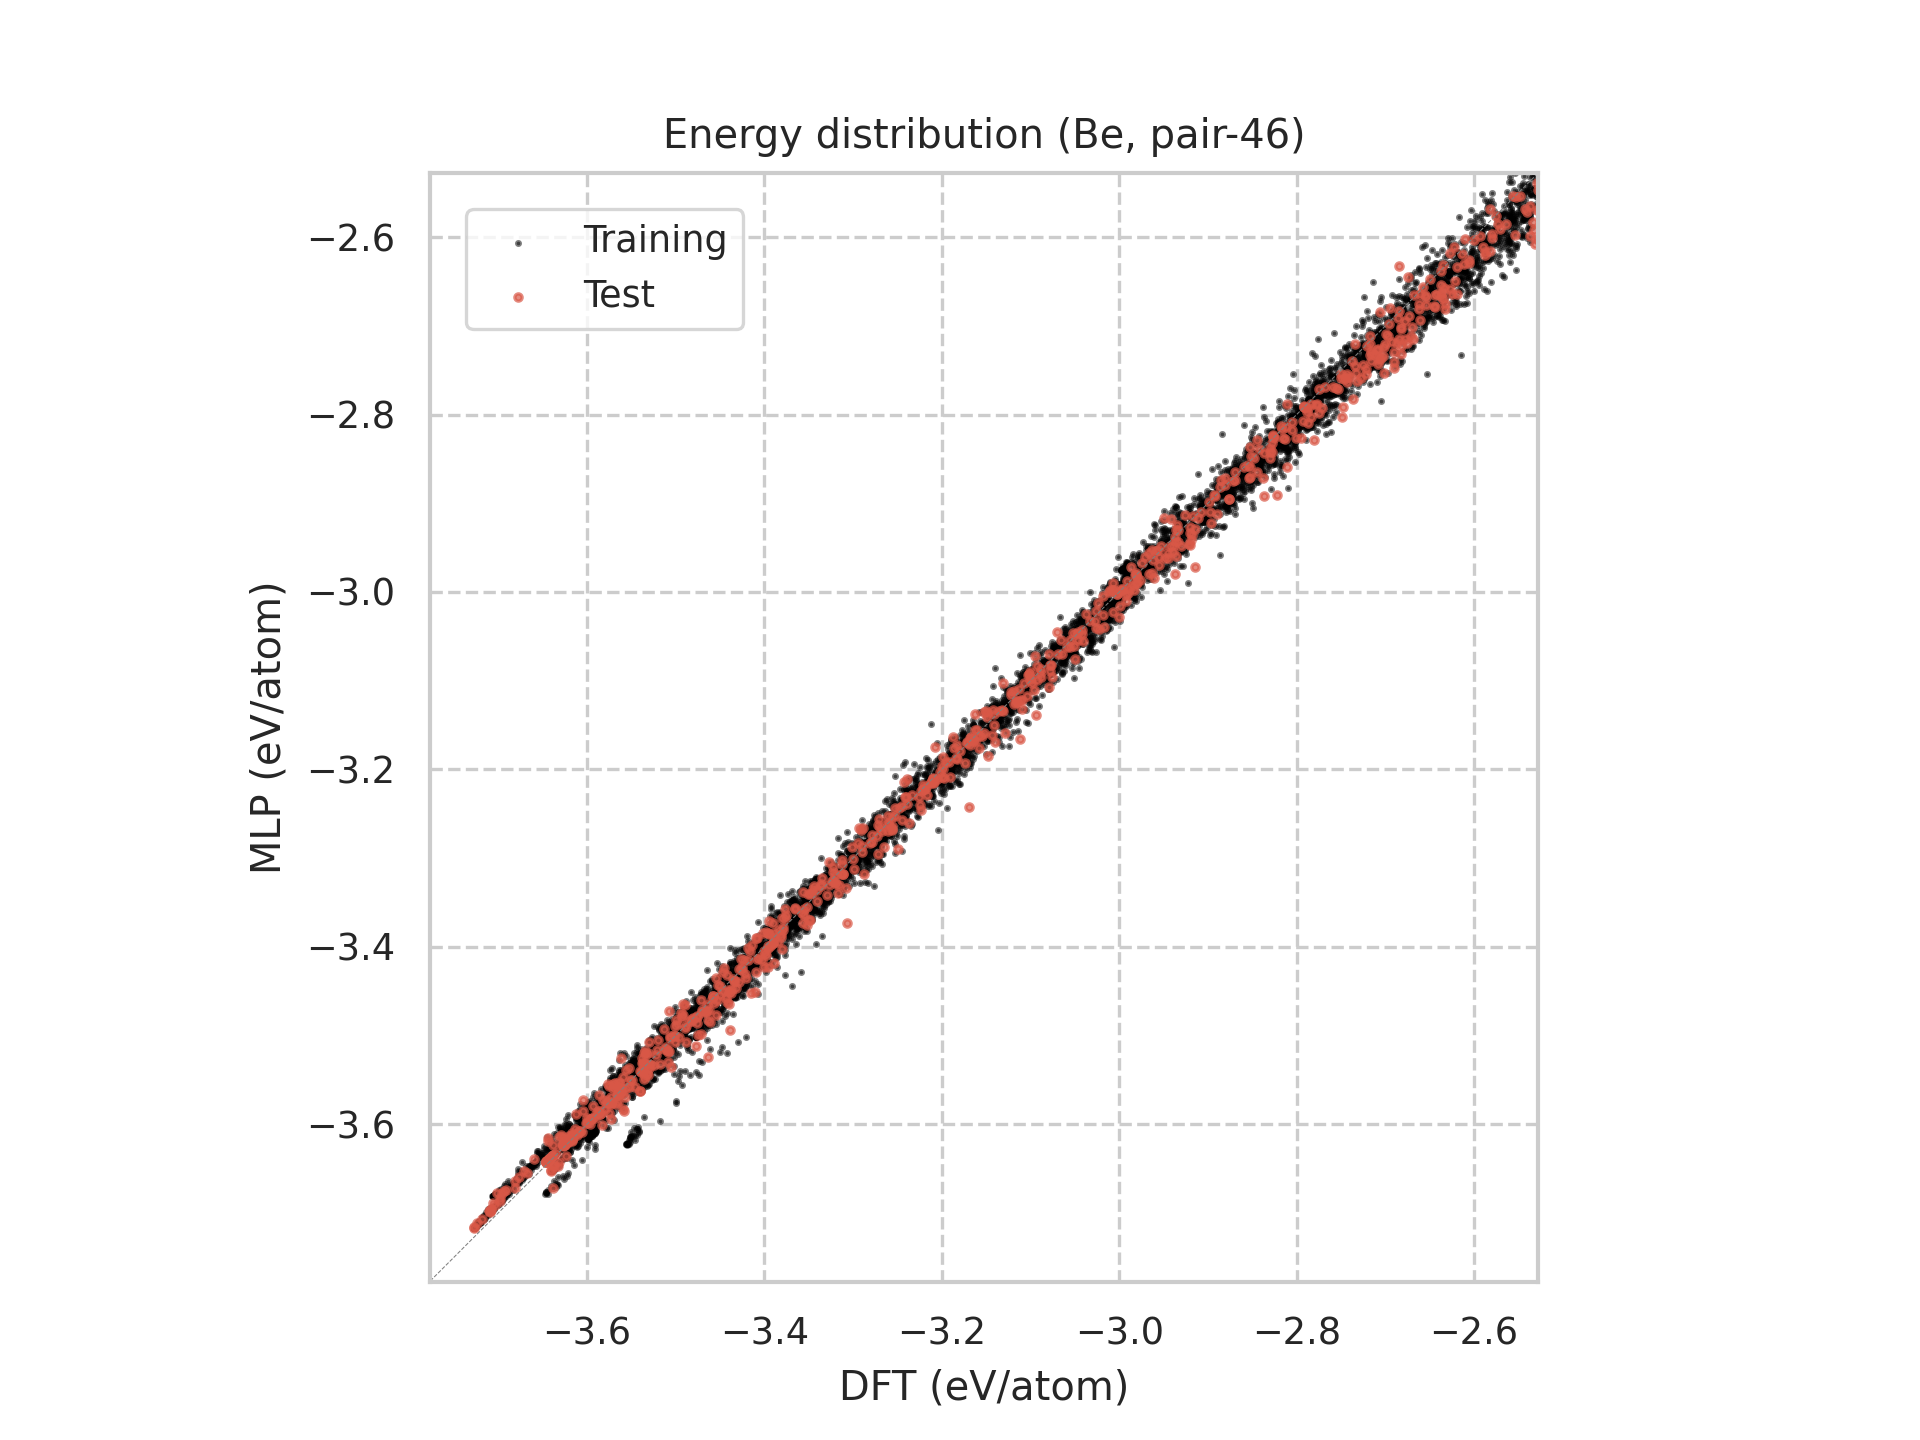 Energy distribution (Be, pair-46)
Training
Test
−2.6
−2.8
−3.0
−3.2
−3.4
−3.6
MLP (eV/atom)
−3.6 −3.4 −3.2 −3.0 −2.8 −2.6
DFT (eV/atom)